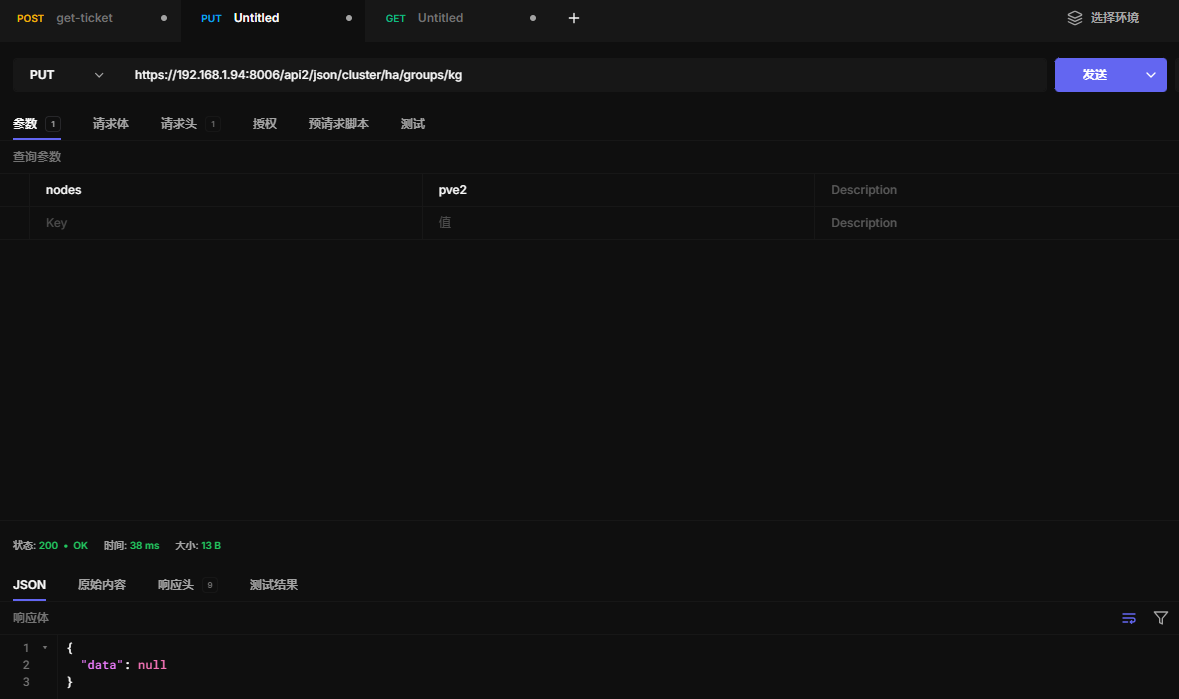 POST get-ticket PUT Untitled GET Untitled + 选择环境
PUT https://192.168.1.94:8006/api2/json/cluster/ha/groups/kg 发送
参数 1 请求体 请求头 1 授权 预请求脚本 测试
查询参数
nodes pve2 Description
Key 值 Description
状态: 200 • OK 时间: 38 ms 大小: 13 B
JSON 原始内容 响应头 9 测试结果
响应体
1 {
2 "data": null
3 }